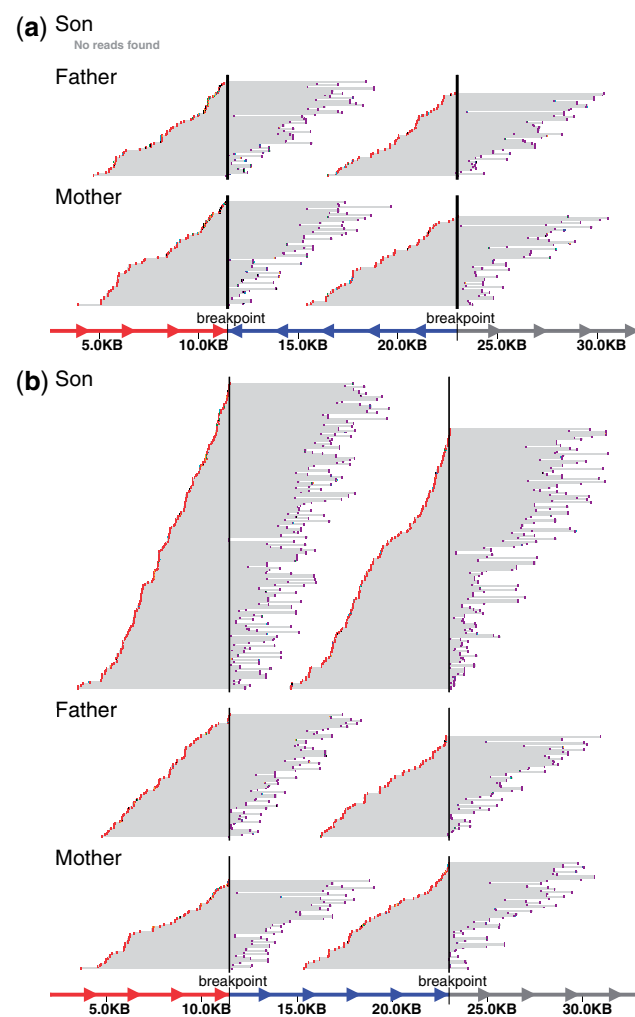 (a) Son
No reads found
Father
Mother
breakpoint breakpoint
5.0KB 10.0KB 15.0KB 20.0KB 25.0KB 30.0KB
(b) Son
Father
Mother
breakpoint breakpoint
5.0KB 10.0KB 15.0KB 20.0KB 25.0KB 30.0KB